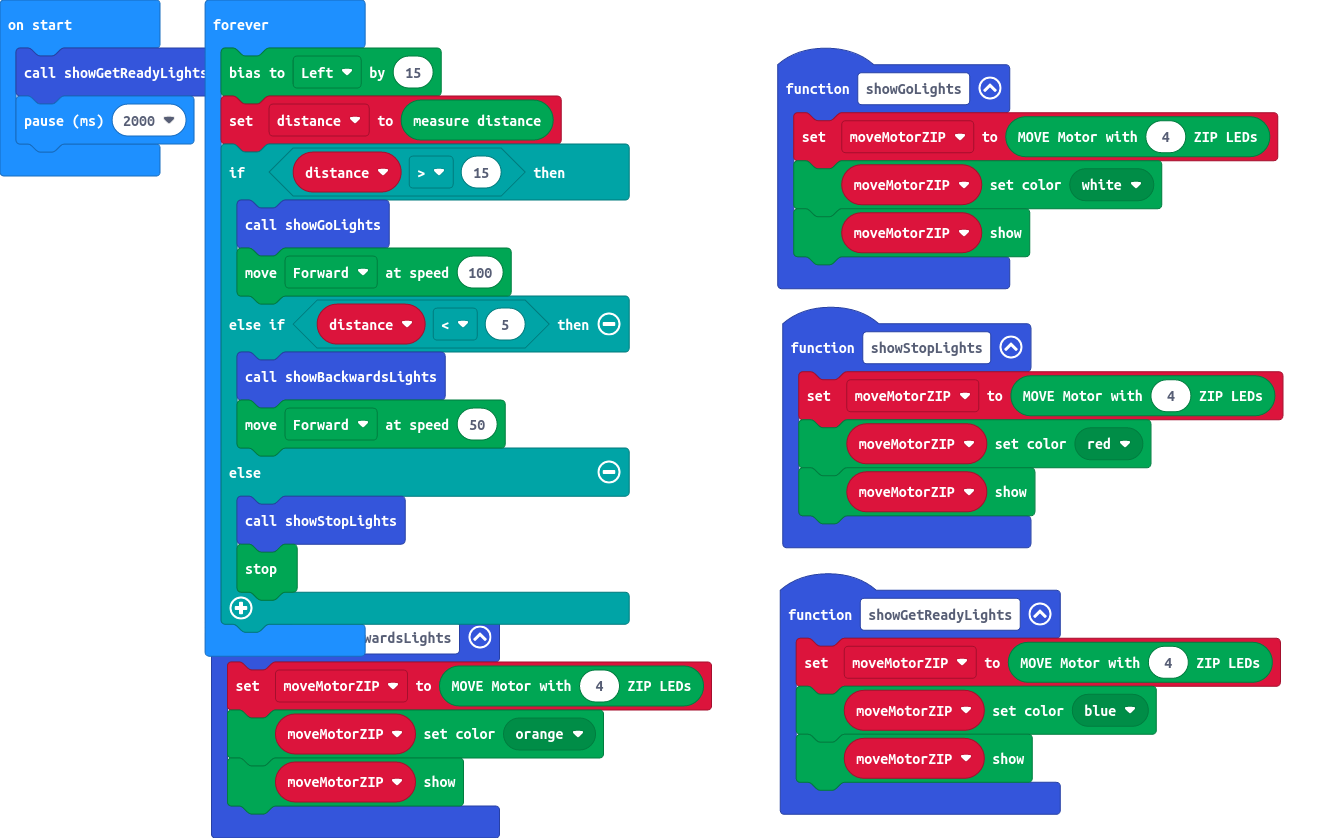 on start
call showGetReadyLights
pause (ms) 2000
forever
bias to Left by 15
set distance to measure distance
if distance > 15 then
call showGoLights
move Forward at speed 100
else if distance < 5 then
call showBackwardsLights
move Forward at speed 50
else
call showStopLights
stop
wardsLights
set moveMotorZIP to MOVE Motor with 4 ZIP LEDs
moveMotorZIP set color orange
moveMotorZIP show
function showGoLights
set moveMotorZIP to MOVE Motor with 4 ZIP LEDs
moveMotorZIP set color white
moveMotorZIP show
function showStopLights
set moveMotorZIP to MOVE Motor with 4 ZIP LEDs
moveMotorZIP set color red
moveMotorZIP show
function showGetReadyLights
set moveMotorZIP to MOVE Motor with 4 ZIP LEDs
moveMotorZIP set color blue
moveMotorZIP show